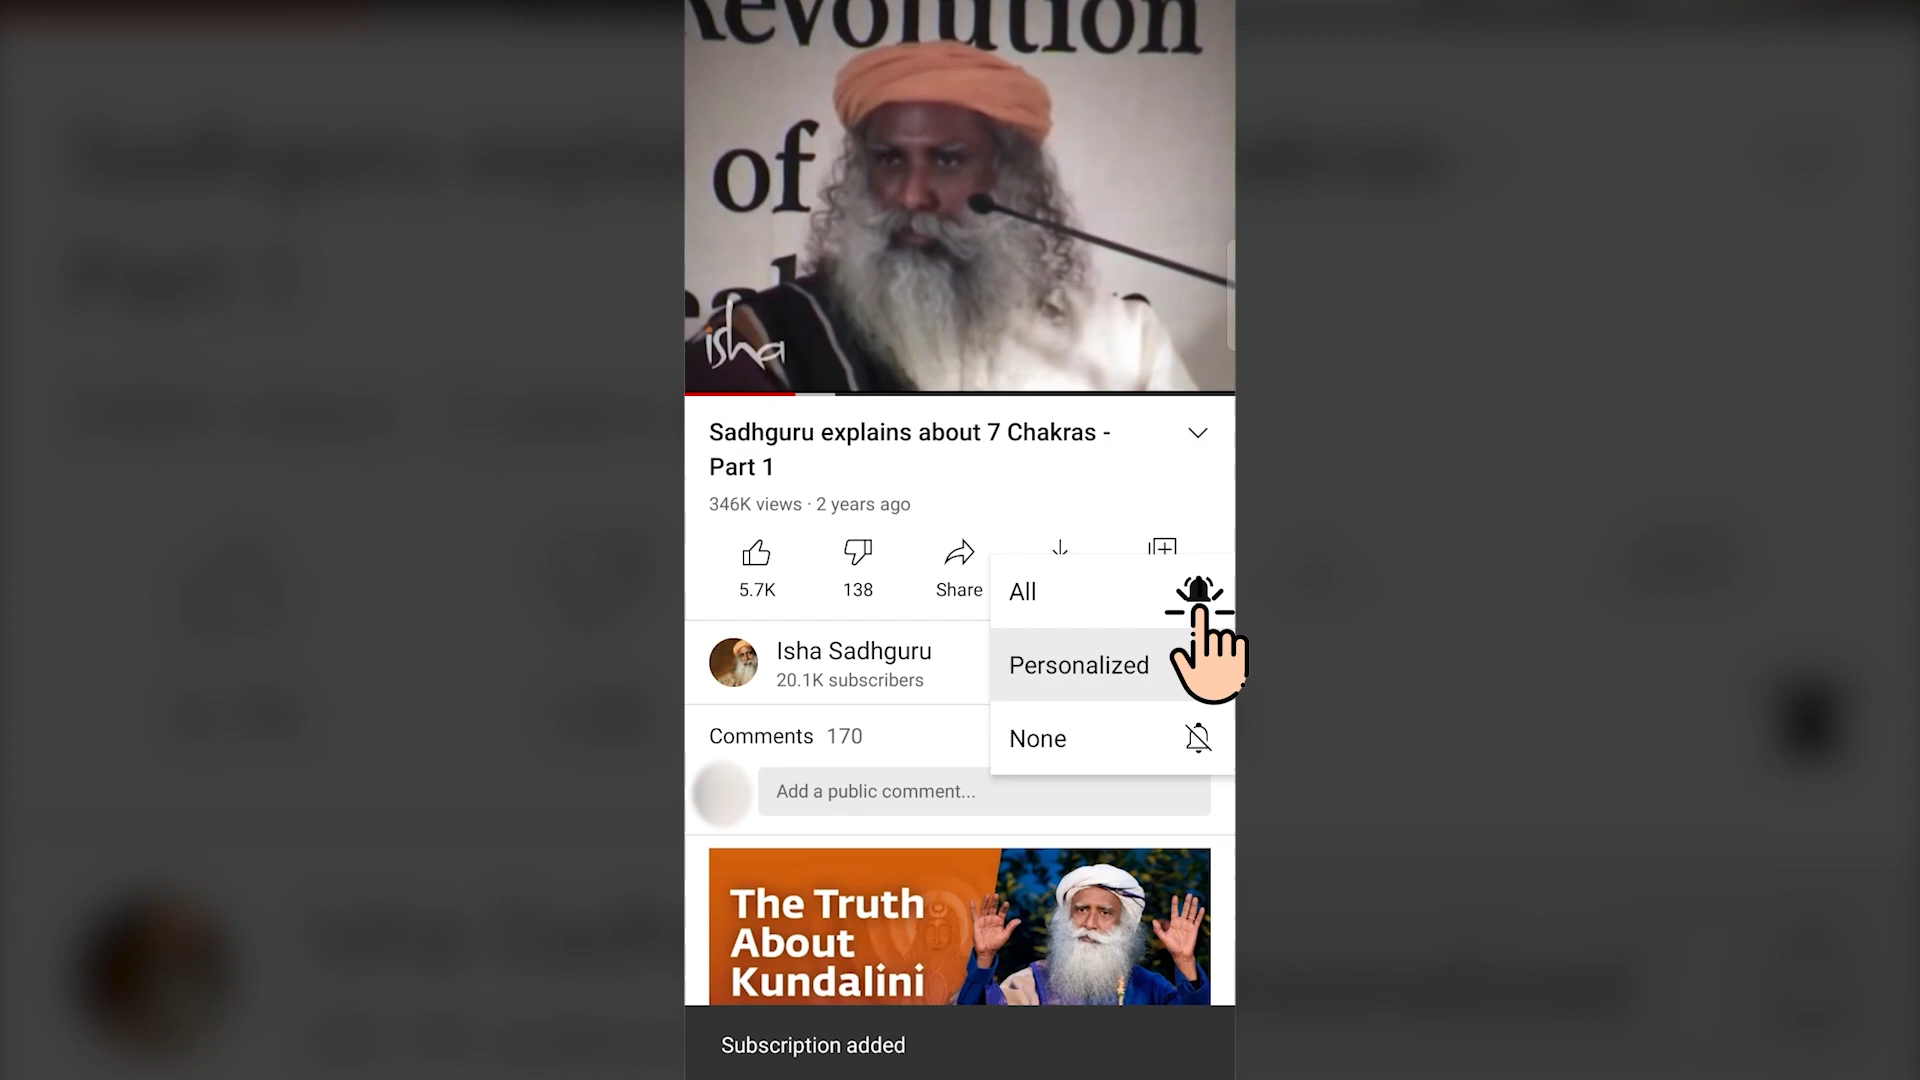 Revolution
of
isha
Sadhguru explains about 7 Chakras -
Part 1
346K views · 2 years ago
5.7K
138
Share
All
Isha Sadhguru
20.1K subscribers
Personalized
Comments 170
None
Add a public comment...
The Truth
About
Kundalini
Subscription added